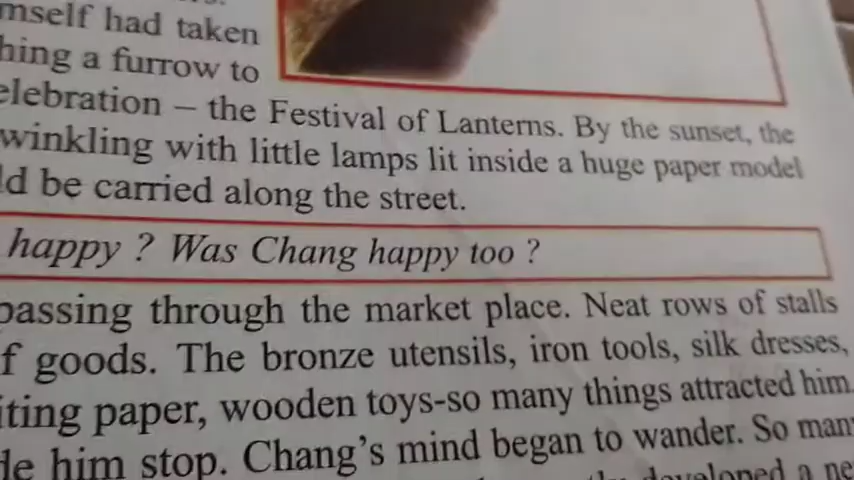 mself had taken
hing a furrow to
elebration – the Festival of Lanterns. By the sunset, the
winkling with little lamps lit inside a huge paper model
ld be carried along the street.
happy ? Was Chang happy too ?
passing through the market place. Neat rows of stalls
f goods. The bronze utensils, iron tools, silk dresses,
iting paper, wooden toys-so many things attracted him.
de him stop. Chang's mind began to wander. So many
developed a ne